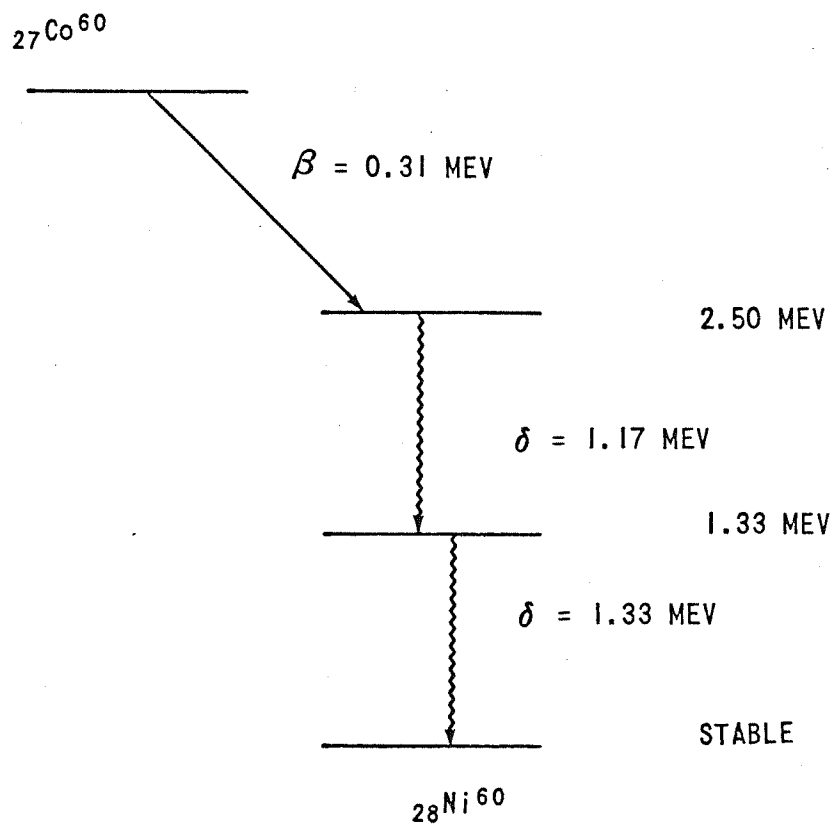 ₂₇Co⁶⁰
β = 0.31 MEV
2.50 MEV
δ = 1.17 MEV
1.33 MEV
δ = 1.33 MEV
STABLE
₂₈Ni⁶⁰